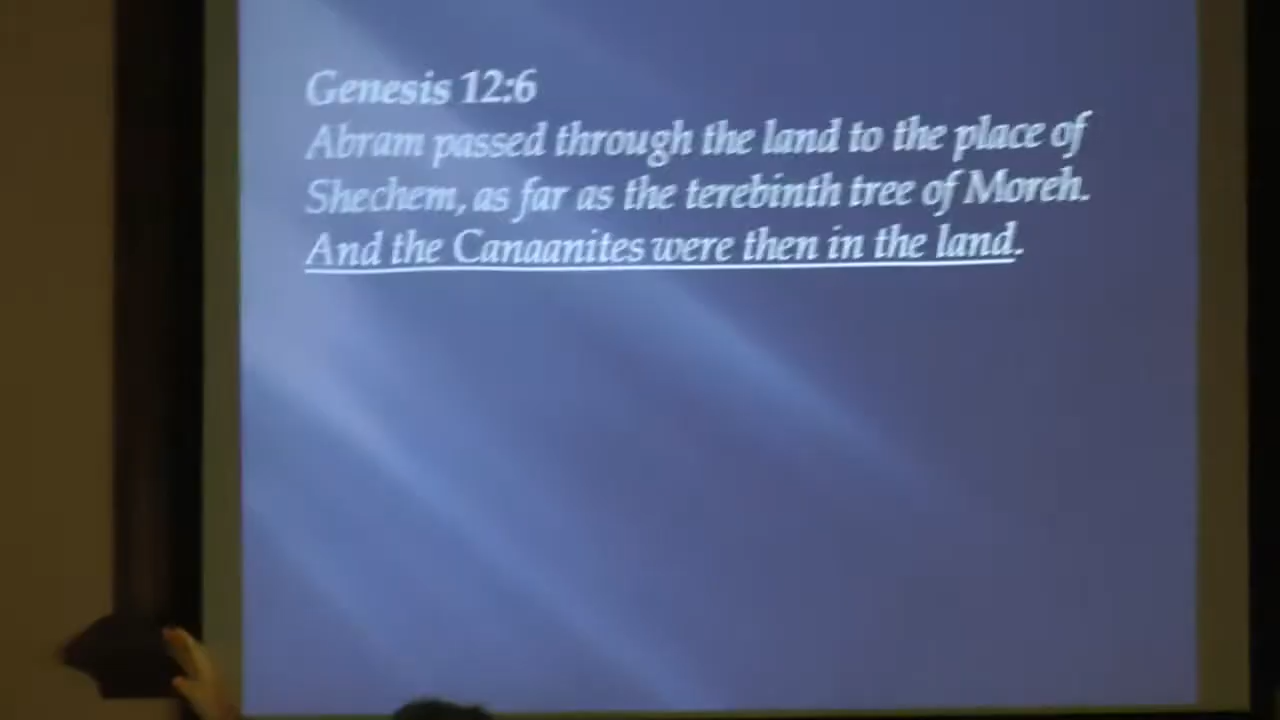 Genesis 12:6
Abram passed through the land to the place of
Shechem, as far as the terebinth tree of Moreh.
And the Canaanites were then in the land.